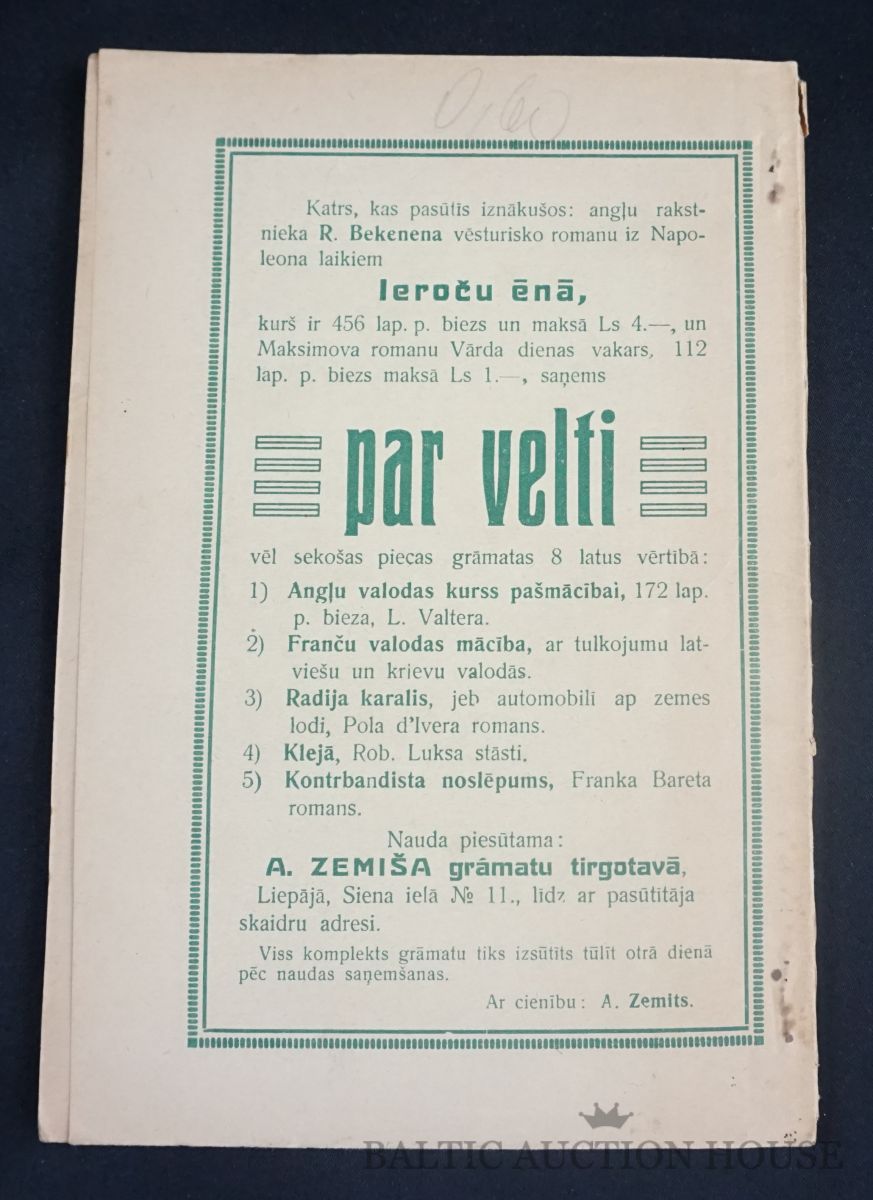 0,60
Katrs, kas pasūtīs iznākušos: angļu rakst-
nieka R. Bekenena vēsturisko romanu iz Napo-
leona laikiem
Ieroču ēnā,
kurš ir 456 lap. p. biezs un maksā Ls 4.—, un
Maksimova romanu Vārda dienas vakars, 112
lap. p. biezs maksā Ls 1.—, saņems
par velti
vēl sekošas piecas grāmatas 8 latus vērtībā:
1) Angļu valodas kurss pašmācībai, 172 lap.
p. bieza, L. Valtera.
2) Franču valodas mācība, ar tulkojumu lat-
viešu un krievu valodās.
3) Radija karalis, jeb automobilī ap zemes
lodi, Pola d'Ivera romans.
4) Klejā, Rob. Luksa stāsti.
5) Kontrbandista noslēpums, Franka Bareta
romans.
Nauda piesūtama:
A. ZEMIŠA grāmatu tirgotavā,
Liepājā, Siena ielā № 11., līdz ar pasūtītāja
skaidru adresi.
Viss komplekts grāmatu tiks izsūtīts tūlīt otrā dienā
pēc naudas saņemšanas.
Ar cienību: A. Zemits.
BALTIC AUCTION HOUSE